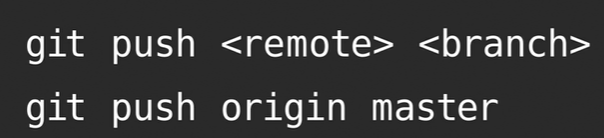 git push <remote> <branch>
git push origin master